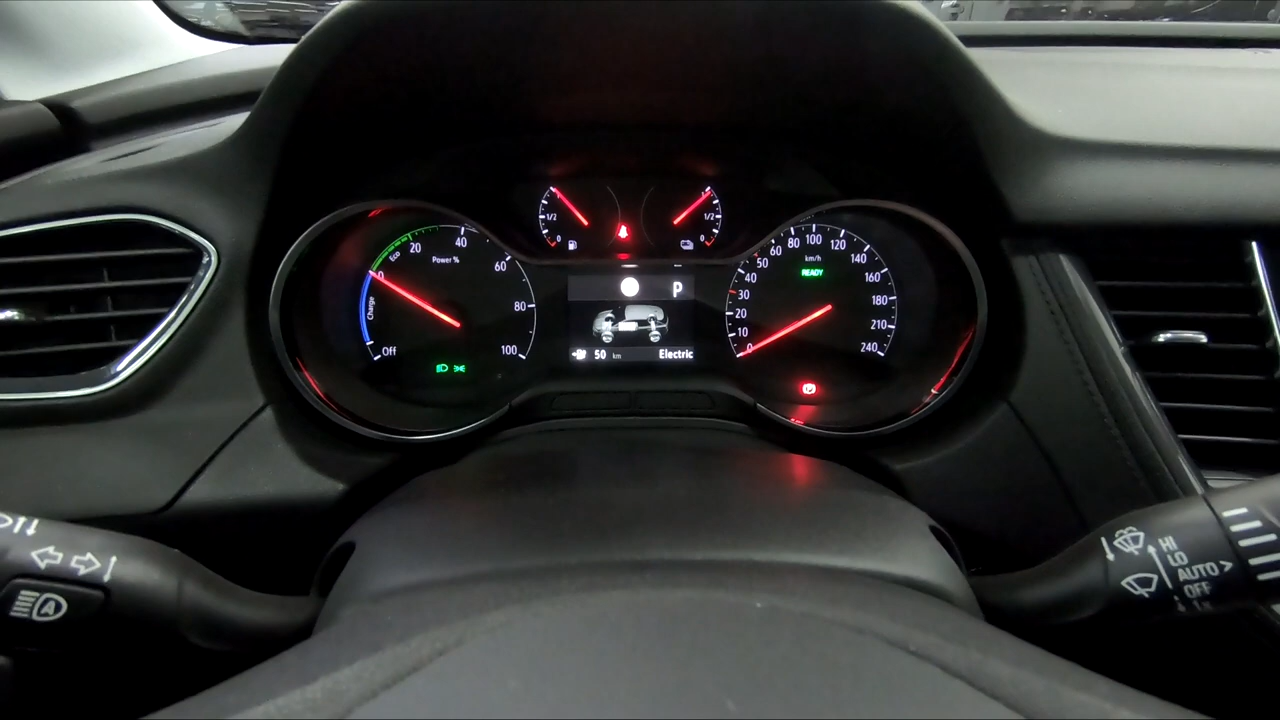 1/2
0
1/2
0
Off
Charge
0
Eco
20
40
60
80
100
Power %
P
50 km
Electric
0
10
20
30
40
50
60
80
100
120
140
160
180
210
240
km/h
READY
A
HI
LO
AUTO >
OFF
1x